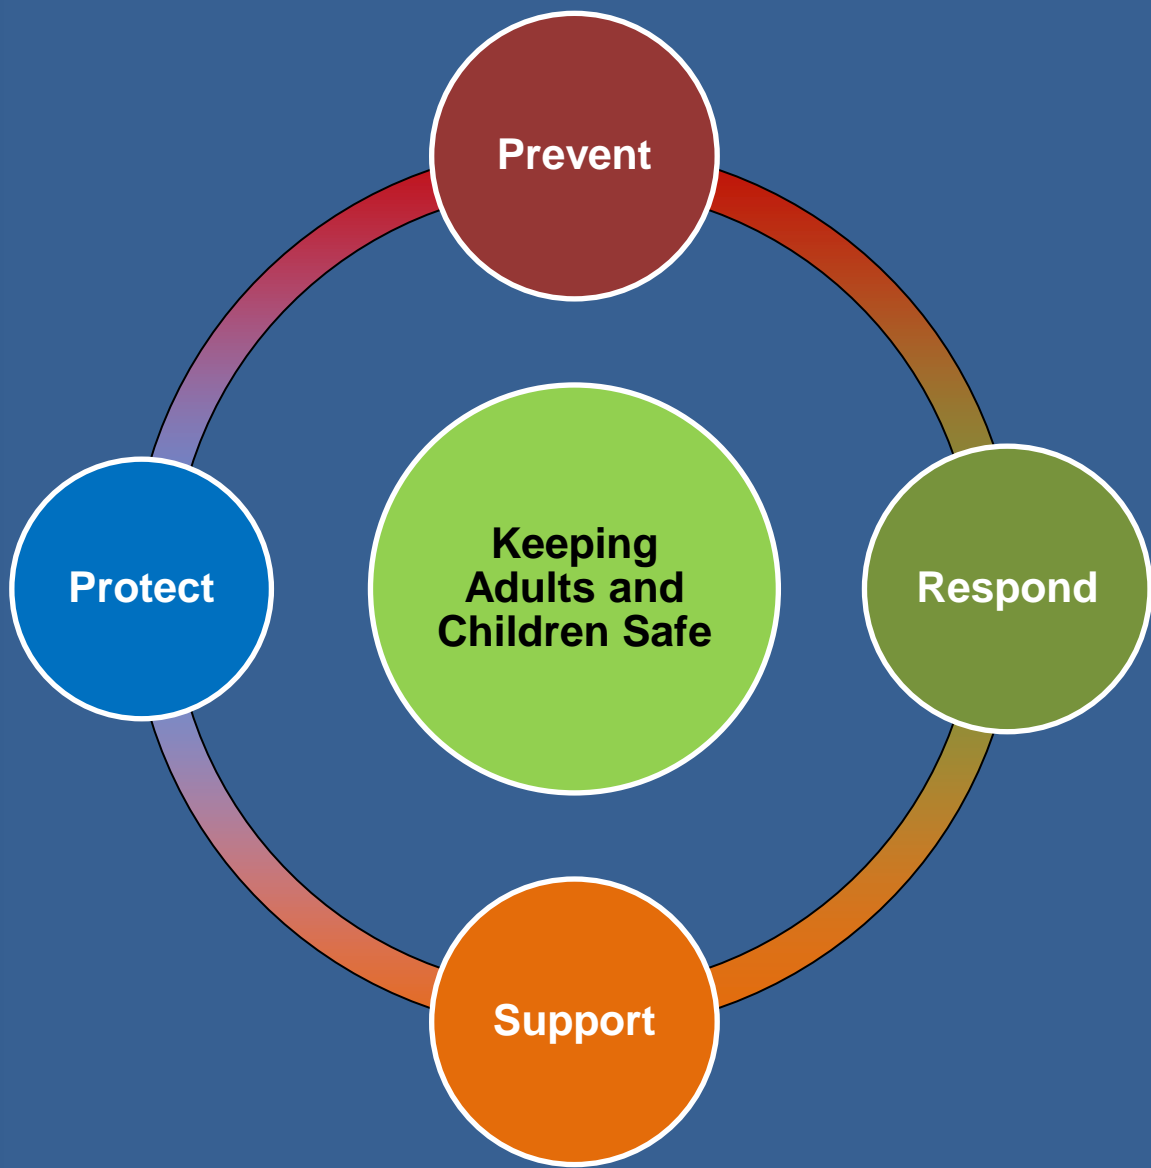 Prevent
Protect
Keeping
Adults and
Children Safe
Respond
Support